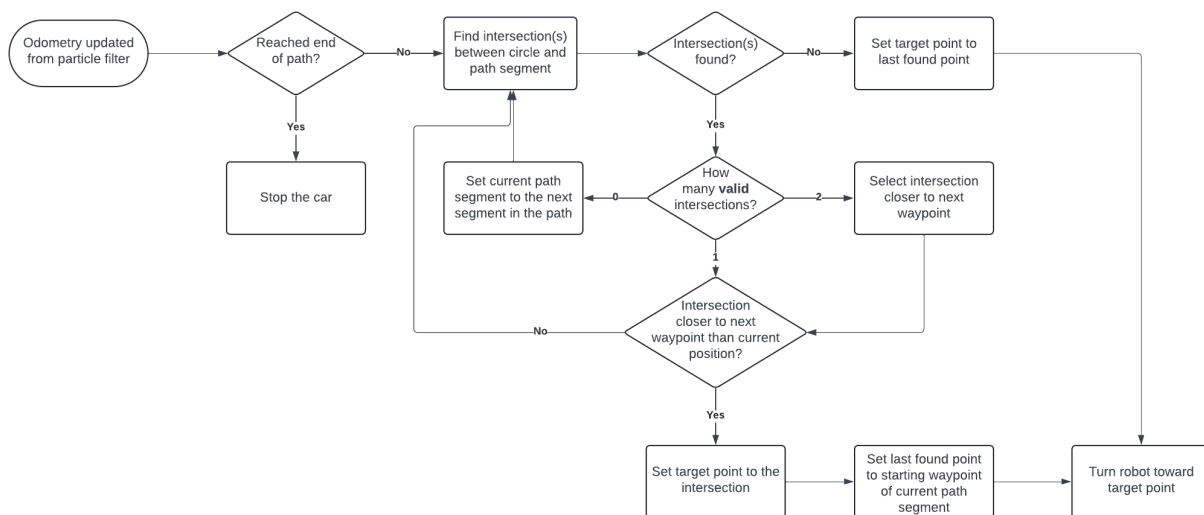 Odometry updated
from particle filter
Reached end
of path?
No
Find intersection(s)
between circle and
path segment
Intersection(s)
found?
No
Set target point to
last found point
Yes
Yes
Stop the car
Set current path
segment to the next
segment in the path
0
How
many valid
intersections?
2
Select intersection
closer to next
waypoint
1
Intersection
closer to next
waypoint than current
position?
No
Yes
Set target point to the
intersection
Set last found point
to starting waypoint
of current path
segment
Turn robot toward
target point